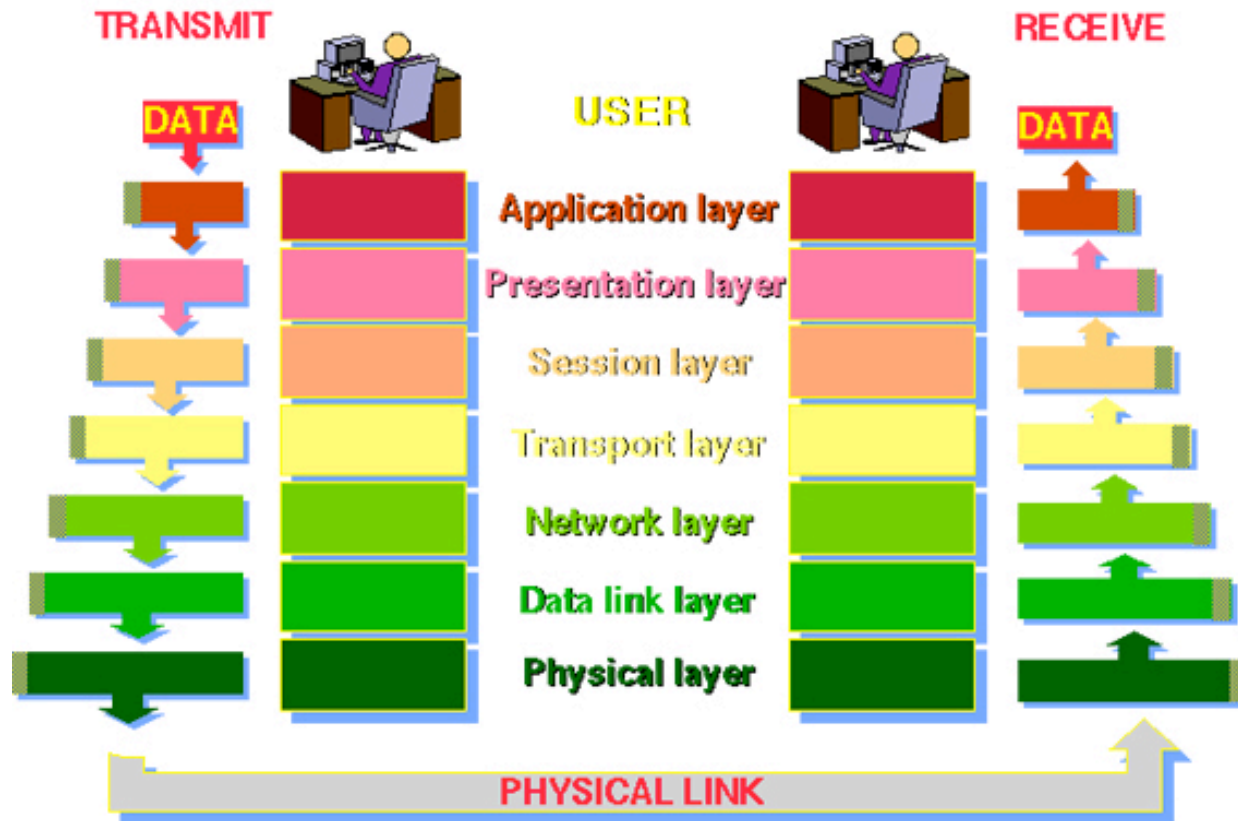 TRANSMIT
RECEIVE
USER
DATA
DATA
Application layer
Presentation layer
Session layer
Transport layer
Network layer
Data link layer
Physical layer
PHYSICAL LINK